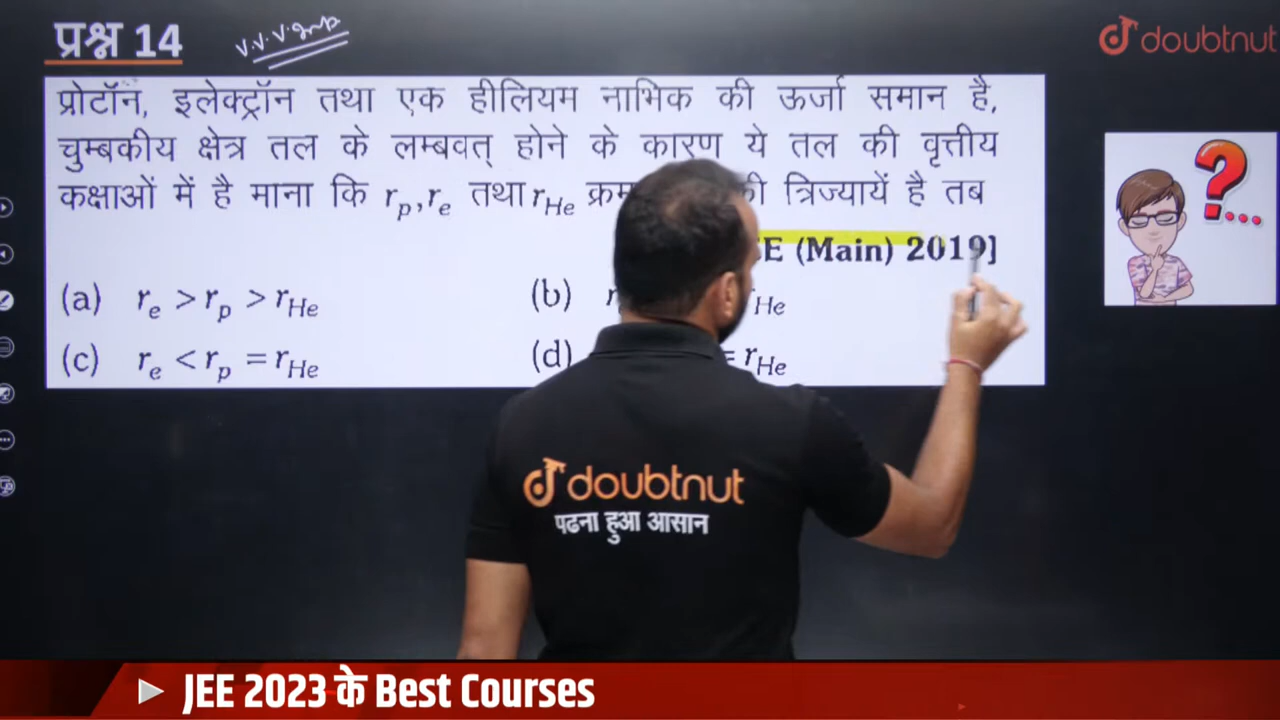 प्रश्न 14
V.V.V.Imp
doubtnut
प्रोटॉन, इलेक्ट्रॉन तथा एक हीलियम नाभिक की ऊर्जा समान है,
चुम्बकीय क्षेत्र तल के लम्बवत् होने के कारण ये तल की वृत्तीय
कक्षाओं में है माना कि r_p, r_e तथा r_He त्रिज्यायें है तब
(Main) 2019]
(a) r_e > r_p > r_He
(b)
(c) r_e < r_p = r_He
(d) = r_He
?...
doubtnut
पढना हुआ आसान
JEE 2023 के Best Courses